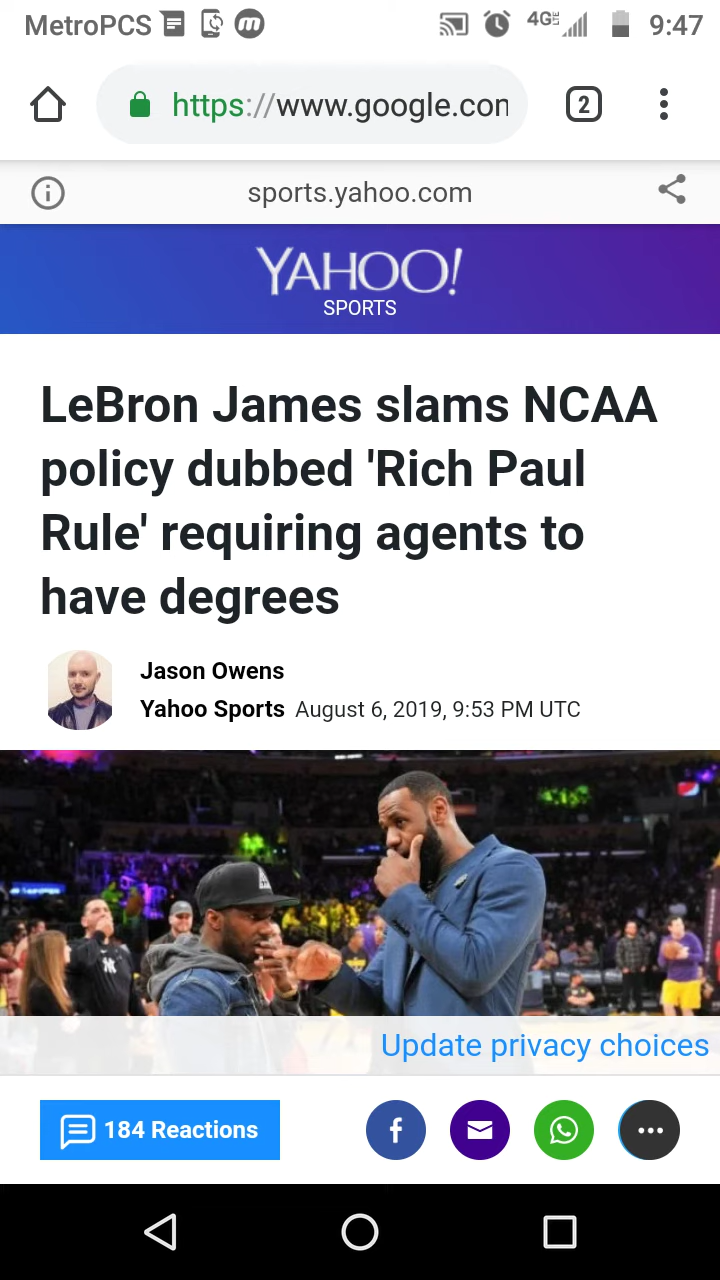 MetroPCS
4G LTE
9:47
https://www.google.con
2
sports.yahoo.com
YAHOO!
SPORTS
LeBron James slams NCAA
policy dubbed 'Rich Paul
Rule' requiring agents to
have degrees
Jason Owens
Yahoo Sports August 6, 2019, 9:53 PM UTC
Update privacy choices
184 Reactions